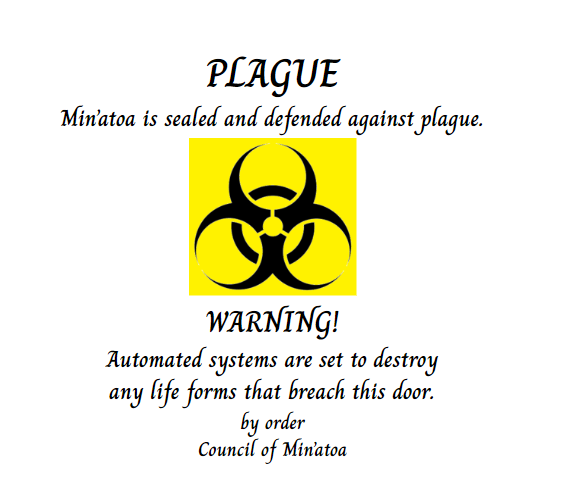 PLAGUE
Min'atoa is sealed and defended against plague.
WARNING!
Automated systems are set to destroy
any life forms that breach this door.
by order
Council of Min'atoa